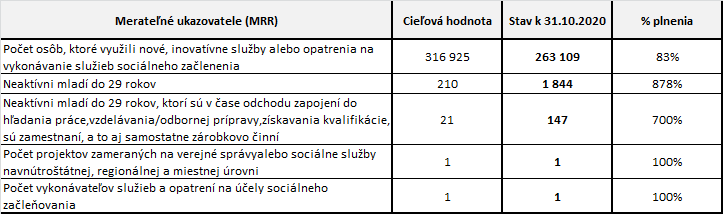 Merateľné ukazovatele (MRR) Cieľová hodnota Stav k 31.10.2020 % plnenia
Počet osôb, ktoré využili nové, inovatívne služby alebo opatrenia na
vykonávanie služieb sociálneho začlenenia 316 925 263 109 83%
Neaktívni mladí do 29 rokov 210 1 844 878%
Neaktívni mladí do 29 rokov, ktorí sú v čase odchodu zapojení do
hľadania práce,vzdelávania/odbornej prípravy,získavania kvalifikácie, 21 147 700%
sú zamestnaní, a to aj samostatne zárobkovo činní
Počet projektov zameraných na verejné správyalebo sociálne služby
navnútroštátnej, regionálnej a miestnej úrovni 1 1 100%
Počet vykonávateľov služieb a opatrení na účely sociálneho
začleňovania 1 1 100%